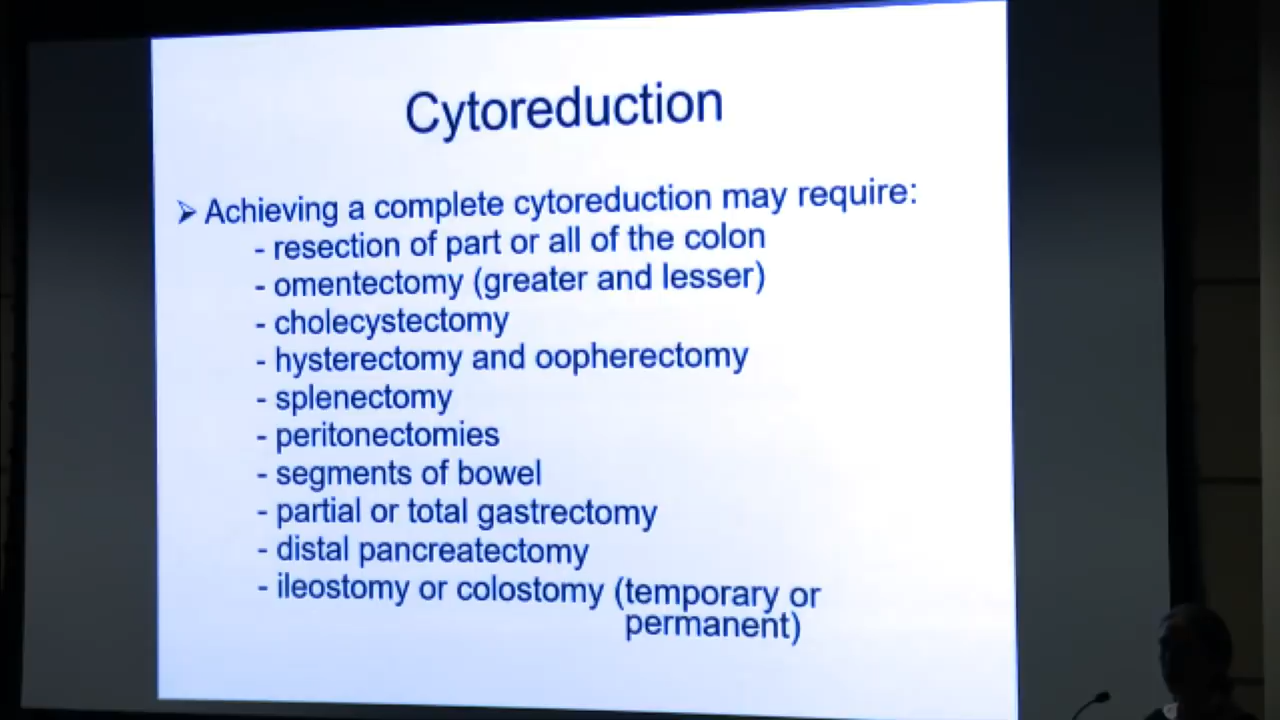 Cytoreduction
➢ Achieving a complete cytoreduction may require:
- resection of part or all of the colon
- omentectomy (greater and lesser)
- cholecystectomy
- hysterectomy and oopherectomy
- splenectomy
- peritonectomies
- segments of bowel
- partial or total gastrectomy
- distal pancreatectomy
- ileostomy or colostomy (temporary or
permanent)